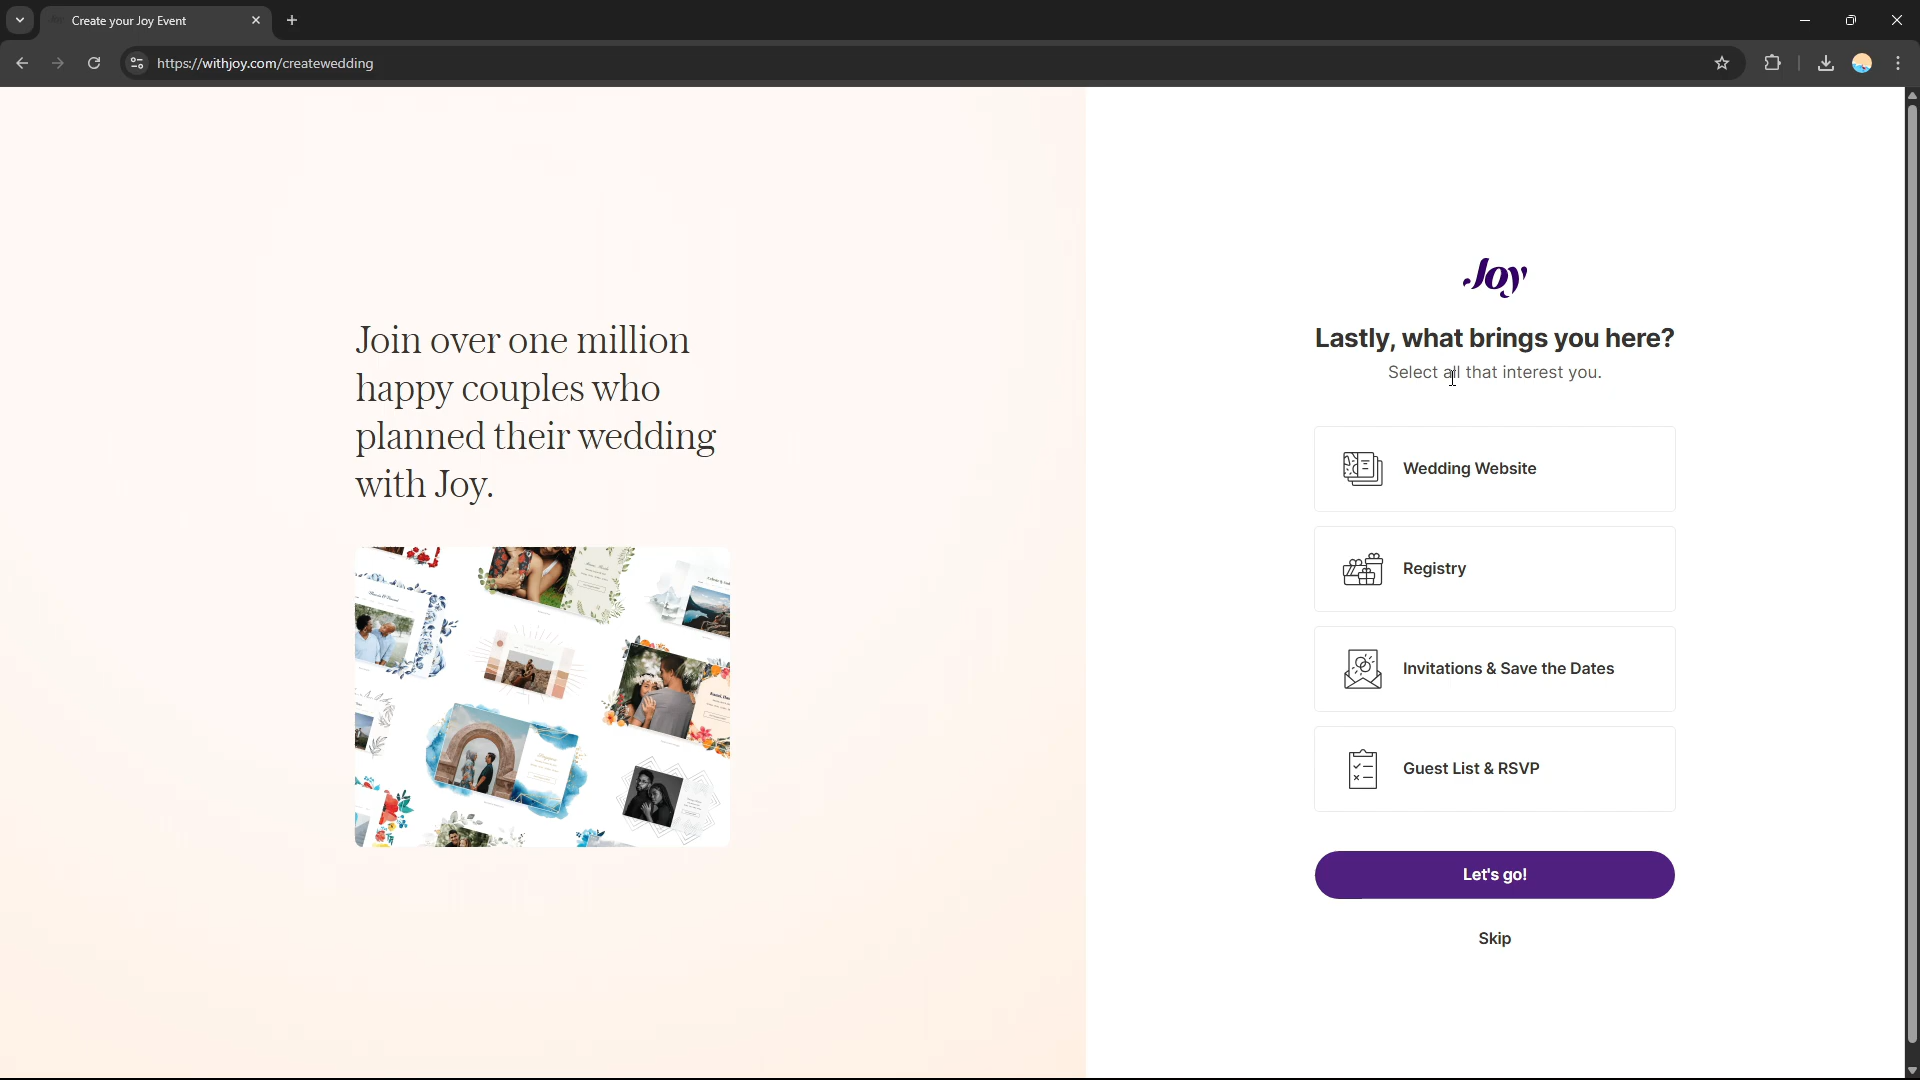 Create your Joy Event
https://withjoy.com/createwedding
Join over one million
happy couples who
planned their wedding
with Joy.
Joy
Lastly, what brings you here?
Select all that interest you.
Wedding Website
Registry
Invitations & Save the Dates
Guest List & RSVP
Let's go!
Skip